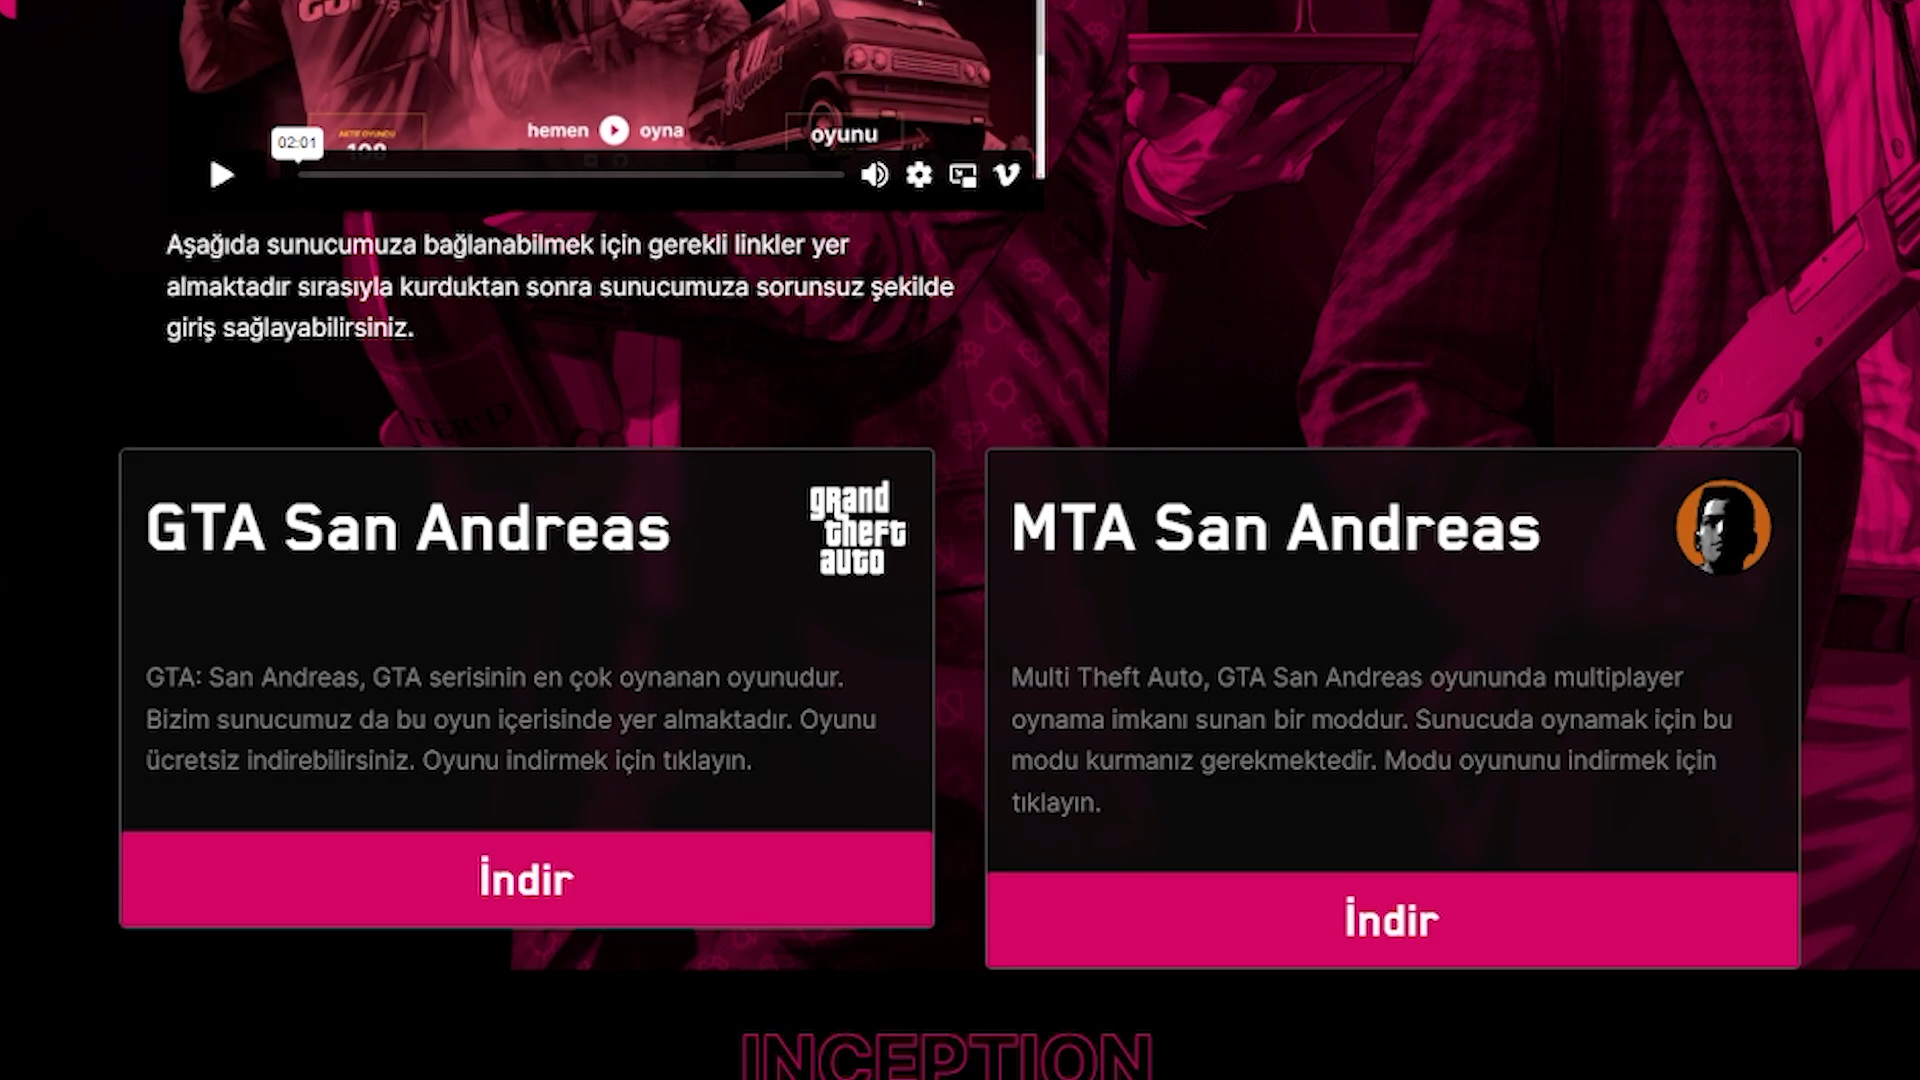 AKTİF OYUNCU
108
hemen oyna
oyunu
02:01
Aşağıda sunucumuza bağlanabilmek için gerekli linkler yer
almaktadır sırasıyla kurduktan sonra sunucumuza sorunsuz şekilde
giriş sağlayabilirsiniz.
GTA San Andreas
grand
theft
auto
GTA: San Andreas, GTA serisinin en çok oynanan oyunudur.
Bizim sunucumuz da bu oyun içerisinde yer almaktadır. Oyunu
ücretsiz indirebilirsiniz. Oyunu indirmek için tıklayın.
İndir
MTA San Andreas
Multi Theft Auto, GTA San Andreas oyununda multiplayer
oynama imkanı sunan bir moddur. Sunucuda oynamak için bu
modu kurmanız gerekmektedir. Modu oyununu indirmek için
tıklayın.
İndir
INCEPTION